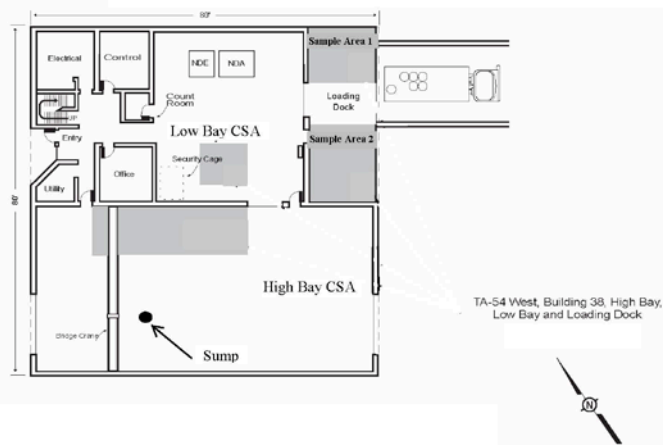 80'
Sample Area 1
Electrical
Control
NDE
NDA
Count
Room
Loading
Dock
UP
Low Bay CSA
Entry
Sample Area 2
Security Cage
Office
Utility
80'
High Bay CSA
TA-54 West, Building 38, High Bay,
Low Bay and Loading Dock
Bridge Crane
Sump
N